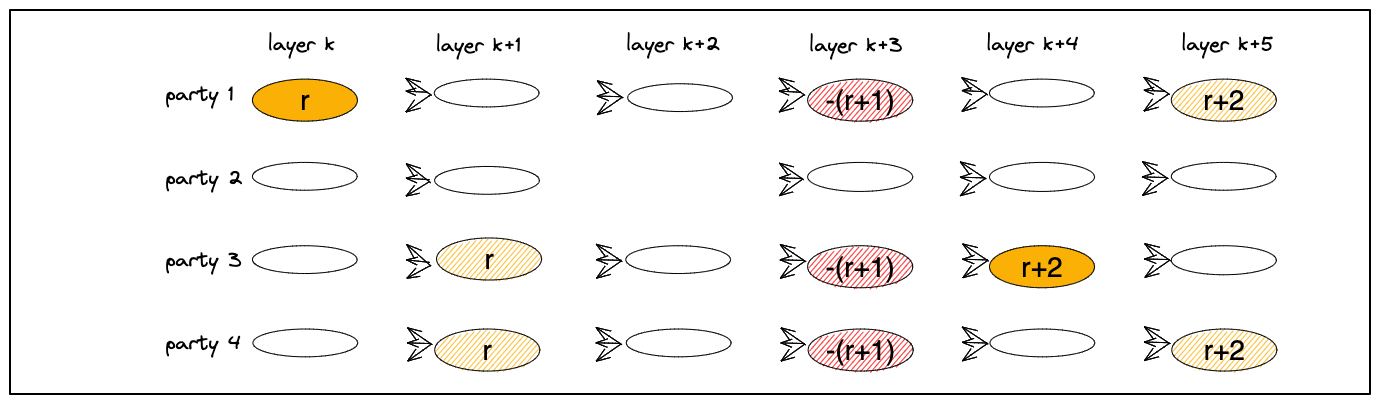 layer k layer k+1 layer k+2 layer k+3 layer k+4 layer k+5
party 1 r -(r+1) r+2
party 2
party 3 r -(r+1) r+2
party 4 r -(r+1) r+2